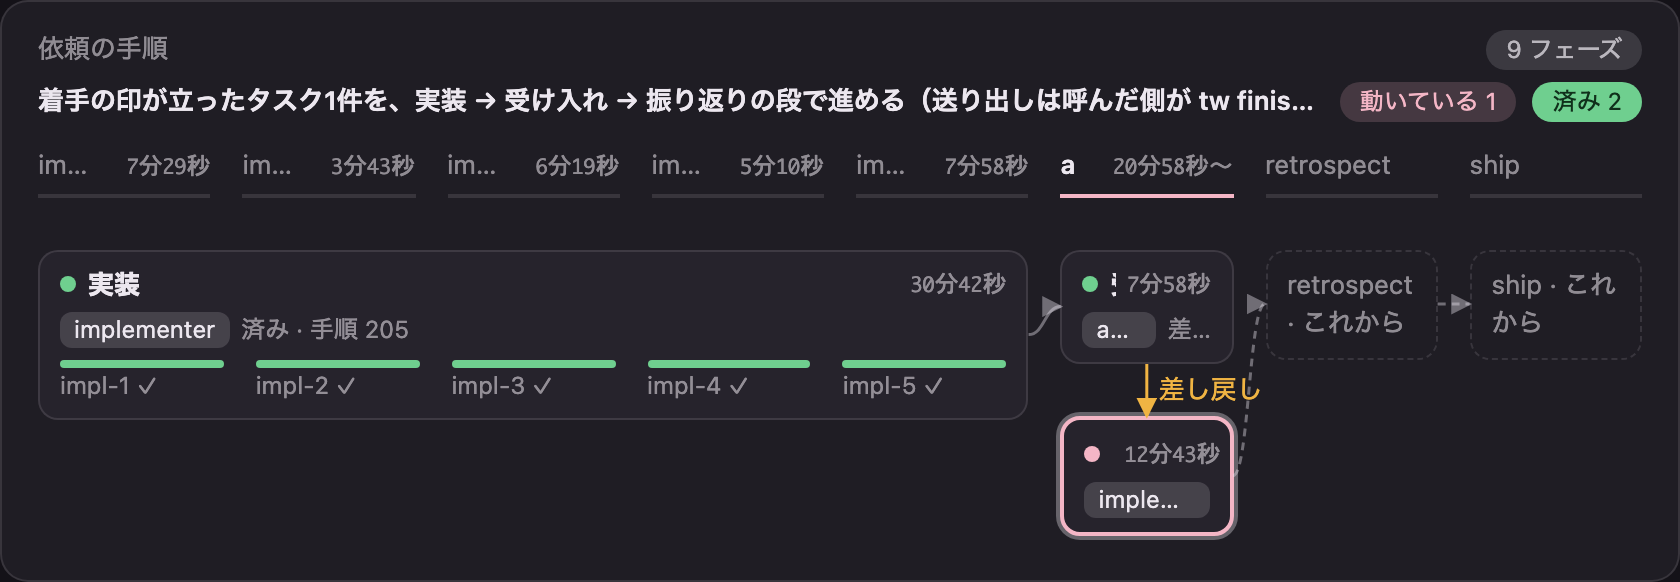 依頼の手順
9 フェーズ
着手の印が立ったタスク1件を、実装 → 受け入れ → 振り返りの段で進める（送り出しは呼んだ側が tw finis…
動いている 1
済み 2
im… 7分29秒
im… 3分43秒
im… 6分19秒
im… 5分10秒
im… 7分58秒
a 20分58秒〜
retrospect
ship
実装 30分42秒
implementer 済み · 手順 205
impl-1 ✓
impl-2 ✓
impl-3 ✓
impl-4 ✓
impl-5 ✓
7分58秒
a… 差…
差し戻し
12分43秒
imple…
retrospect
· これから
ship · これ
から